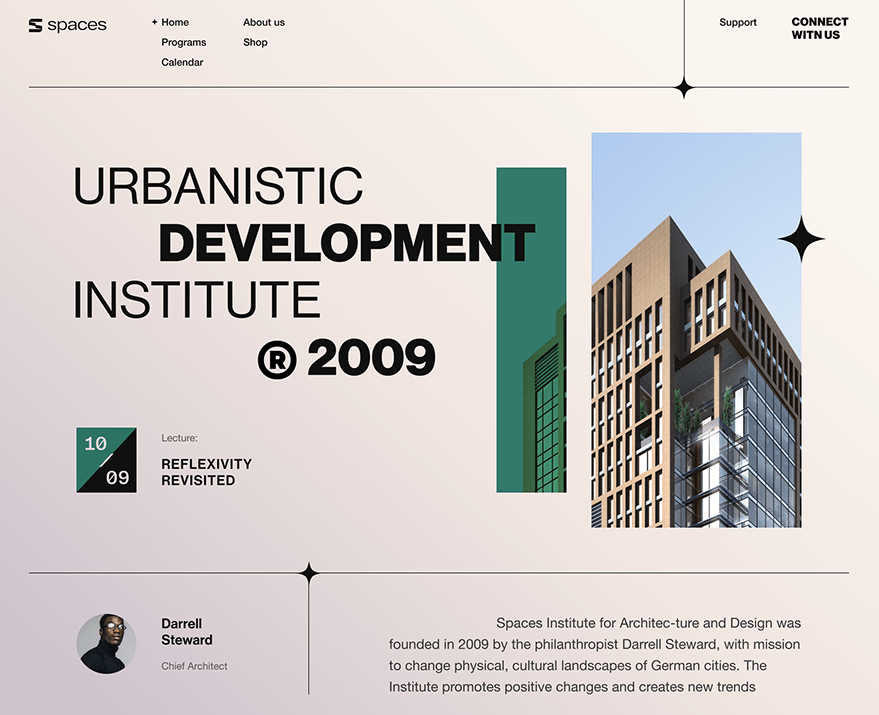 spaces
Home
Programs
Calendar
About us
Shop
Support
CONNECT
WITH US
URBANISTIC
DEVELOPMENT
INSTITUTE
® 2009
10
09
Lecture:
REFLEXIVITY
REVISITED
Darrell
Steward
Chief Architect
Spaces Institute for Architec-ture and Design was
founded in 2009 by the philanthropist Darrell Steward, with mission
to change physical, cultural landscapes of German cities. The
Institute promotes positive changes and creates new trends